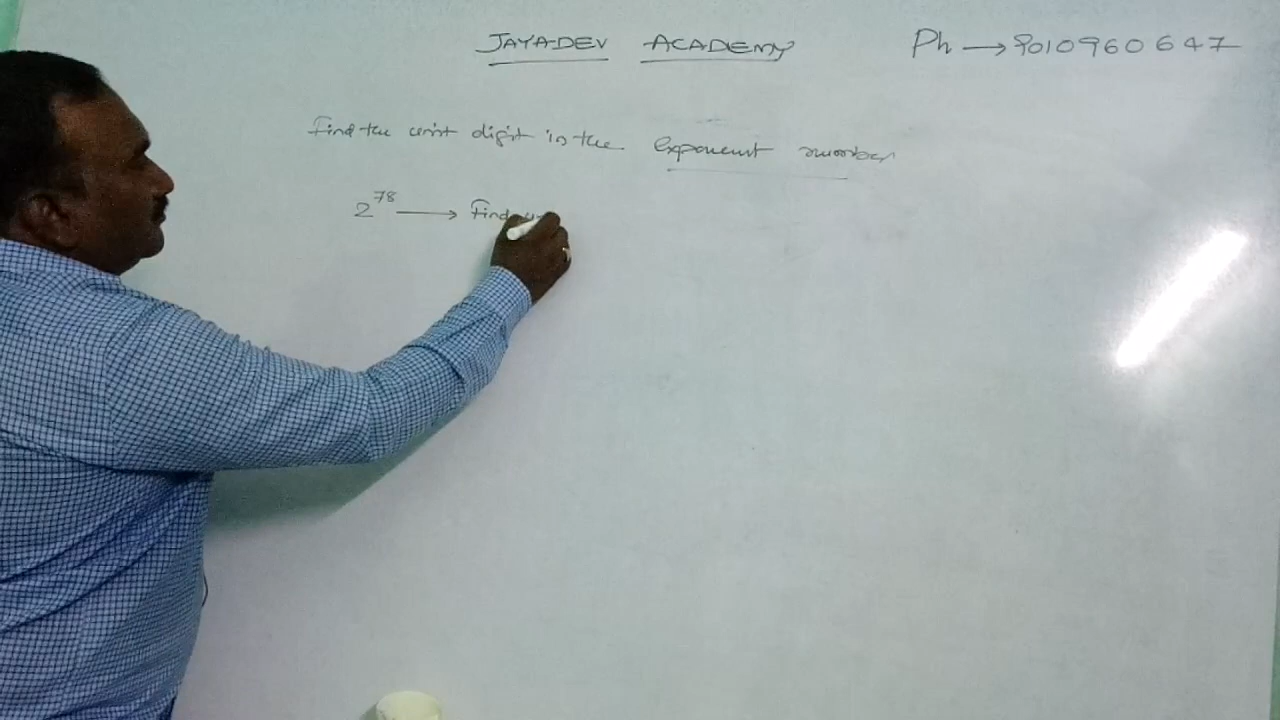 JAYADEV ACADEMY Ph → 9010960647
Find the unit digit in the Exponent number
2^78 → Find